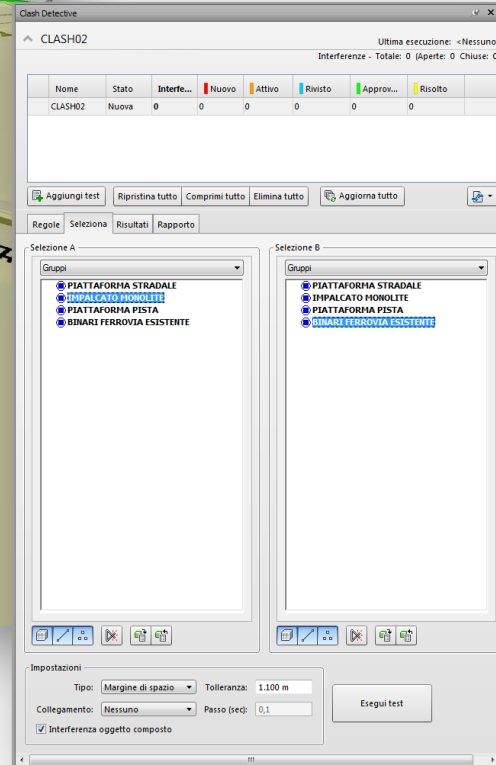 Clash Detective
CLASH02
Ultima esecuzione: <Nessuno
Interferenze - Totale: 0 (Aperte: 0 Chiuse: 0
Nome Stato Interfe... Nuovo Attivo Rivisto Approv... Risolto
CLASH02 Nuova 0 0 0 0 0 0
Aggiungi test Ripristina tutto Comprimi tutto Elimina tutto Aggiorna tutto
Regole Seleziona Risultati Rapporto
Selezione A Selezione B
Gruppi Gruppi
PIATTAFORMA STRADALE PIATTAFORMA STRADALE
IMPALCATO MONOLITE IMPALCATO MONOLITE
PIATTAFORMA PISTA PIATTAFORMA PISTA
BINARI FERROVIA ESISTENTE BINARI FERROVIA ESISTENTE
Impostazioni
Tipo: Margine di spazio Tolleranza: 1.100 m
Esegui test
Collegamento: Nessuno Passo (sec): 0,1
Interferenza oggetto composto